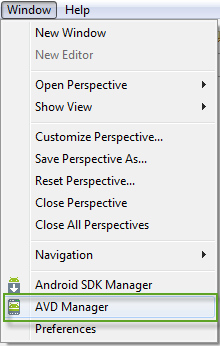 Window Help
New Window
New Editor
Open Perspective
Show View
Customize Perspective...
Save Perspective As...
Reset Perspective...
Close Perspective
Close All Perspectives
Navigation
Android SDK Manager
AVD Manager
Preferences